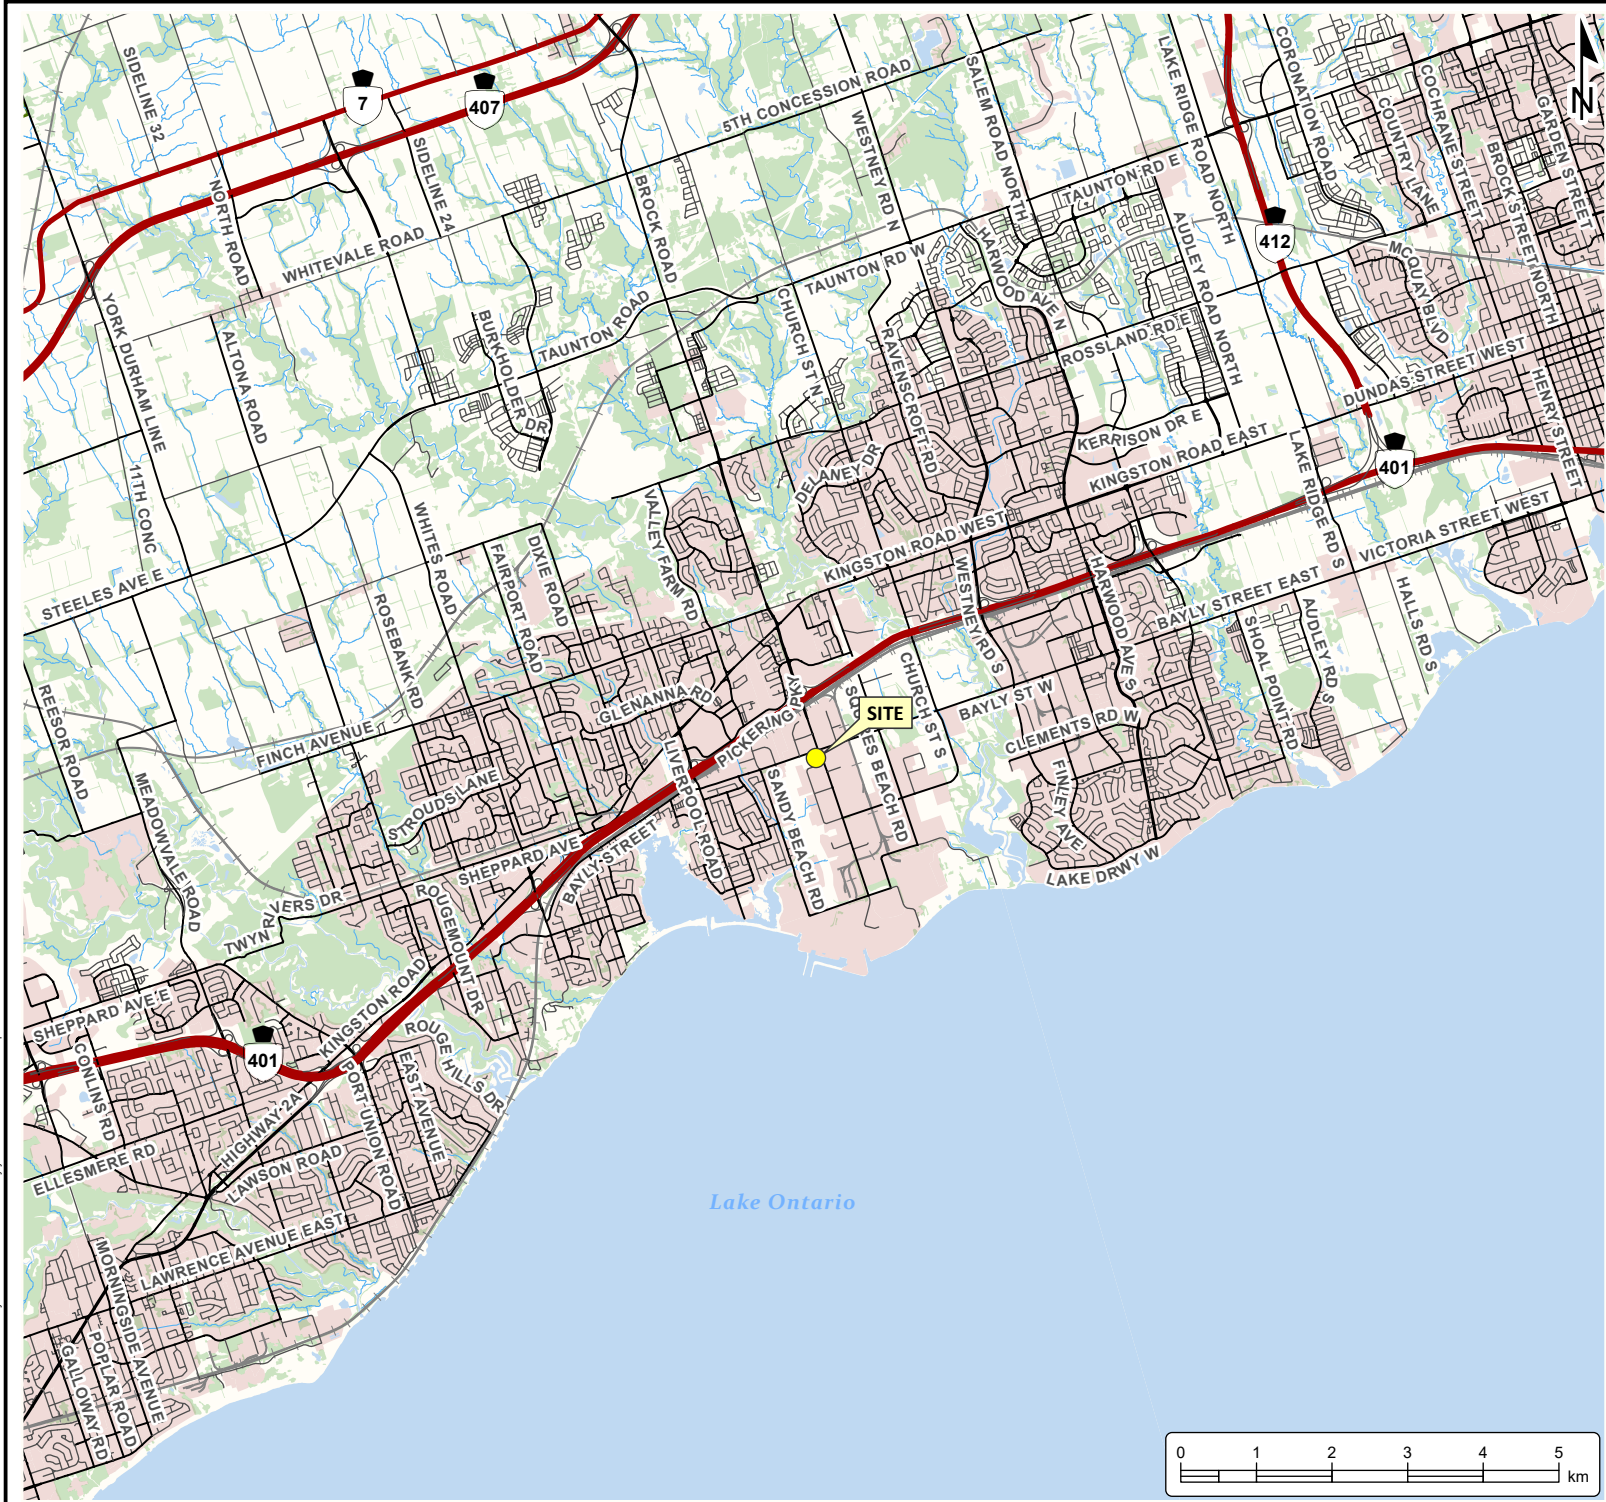 SIDELINE 32
7
407
SIDELINE 24
5TH CONCESSION ROAD
WESTNEY RD N
SALEM ROAD NORTH
LAKE RIDGE ROAD NORTH
CORONATION ROAD
COUNTRY LANE
COCHRANE STREET
BROCK STREET NORTH
GARDEN STREET
N
NORTH ROAD
WHITEVALE ROAD
BROCK ROAD
TAUNTON RD E
TAUNTON RD W
HARWOOD AVE N
AUDLEY ROAD NORTH
412
MCQUAY BLVD
YORK DURHAM LINE
ALTONA ROAD
BURKHOLDER DR
TAUNTON ROAD
CHURCH ST N
RAVENSCROFT RD
ROSSLAND RD E
DUNDAS STREET WEST
HENRY STREET
11TH CONC
DELANEY DR
KERRISON DR E
KINGSTON ROAD EAST
LAKE RIDGE RD S
401
STEELES AVE E
WHITES ROAD
FAIRPORT ROAD
DIXIE ROAD
VALLEY FARM RD
KINGSTON ROAD WEST
WESTNEY RD S
HARWOOD AVE S
BAYLY STREET EAST
VICTORIA STREET WEST
HALLS RD S
AUDLEY RD S
SHOAL POINT RD
ROSEBANK RD
REESOR ROAD
FINCH AVENUE
GLENANNA RD
PICKERING PKY
SITE
CHURCH ST S
BAYLY ST W
CLEMENTS RD W
FINLEY AVE
LAKE DR W
MEADOWVALE ROAD
STROUDS LANE
SHEPPARD AVE
BAYLY STREET
LIVERPOOL ROAD
SANDY BEACH RD
BEACH RD
TWYN RIVERS DR
ROUGEMOUNT DR
SHEPPARD AVE E
401
KINGSTON ROAD
CONLINS RD
ROUGE HILLS DR
EAST AVENUE
PORT UNION ROAD
HIGHWAY 2A
ELLESMERE RD
LAWSON ROAD
LAWRENCE AVENUE EAST
MORNINGSIDE AVENUE
POPLAR ROAD
GALLOWAY RD
Lake Ontario
0 1 2 3 4 5
km